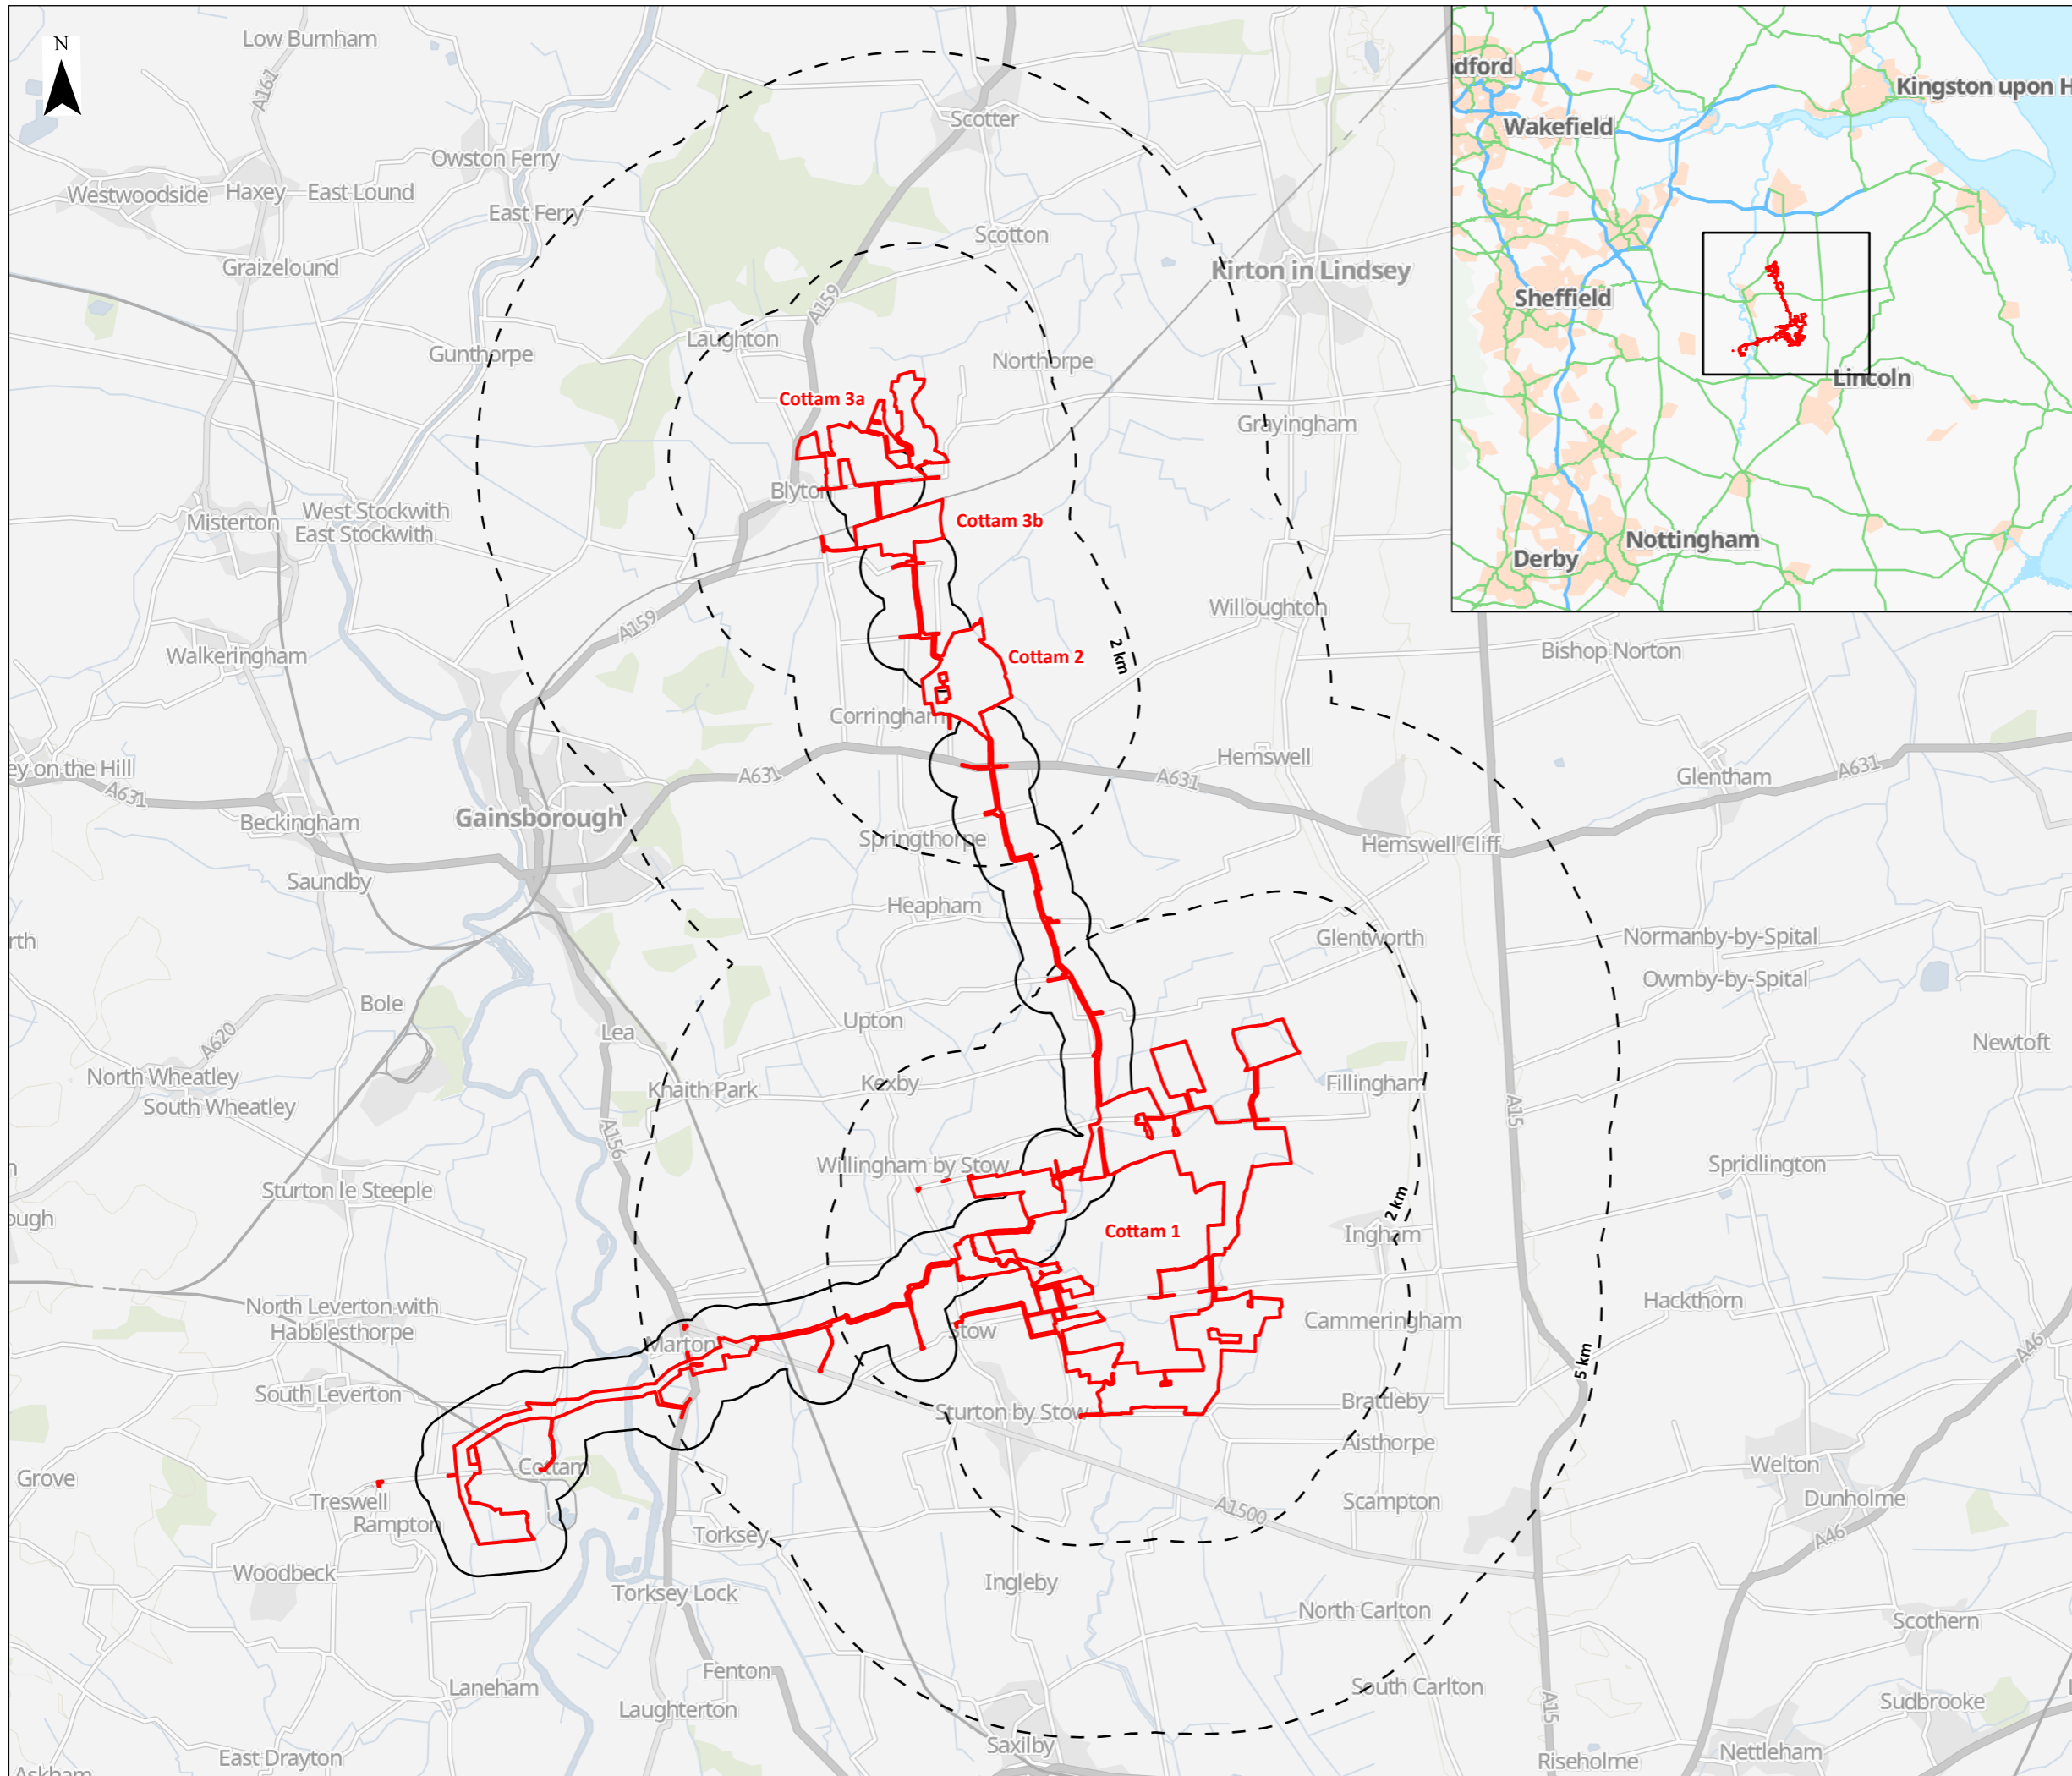 N
Low Burnham
A161
Scotter
Owston Ferry
Westwoodside
Haxey
East Lound
East Ferry
Scotton
Graizelound
Kirton in Lindsey
A159
Laughton
Gunthorpe
Northorpe
Cottam 3a
Grayingham
Blyton
West Stockwith
Misterton
East Stockwith
Cottam 3b
Willoughton
A159
Walkeringham
Cottam 2
2 km
Bishop Norton
Corringham
Hemswell
ey on the Hill
A631
A631
A631
Glentham
A631
Gainsborough
Beckingham
Springthorpe
Hemswell Cliff
Saundby
Heapham
rth
Glentworth
Normanby-by-Spital
Owmby-by-Spital
Bole
Upton
Lea
A620
Newtoft
North Wheatley
Knaith Park
Kexby
Fillingham
South Wheatley
A156
A15
Willingham by Stow
Spridlington
Sturton le Steeple
2 km
ough
Cottam 1
Ingham
North Leverton with
Habblesthorpe
Hackthorn
Cammeringham
Stow
Marton
A46
5 km
South Leverton
Brattleby
Sturton by Stow
Aisthorpe
Cottam
Grove
Welton
Treswell
Scampton
Dunholme
A1500
Rampton
Torksey
A46
Woodbeck
Ingleby
Torksey Lock
North Carlton
Scothern
Fenton
Laneham
South Carlton
Laughterton
A15
Sudbrooke
Saxilby
East Drayton
Riseholme
Nettleham
Askham
dford
Kingston upon H
Wakefield
Sheffield
Lincoln
Nottingham
Derby